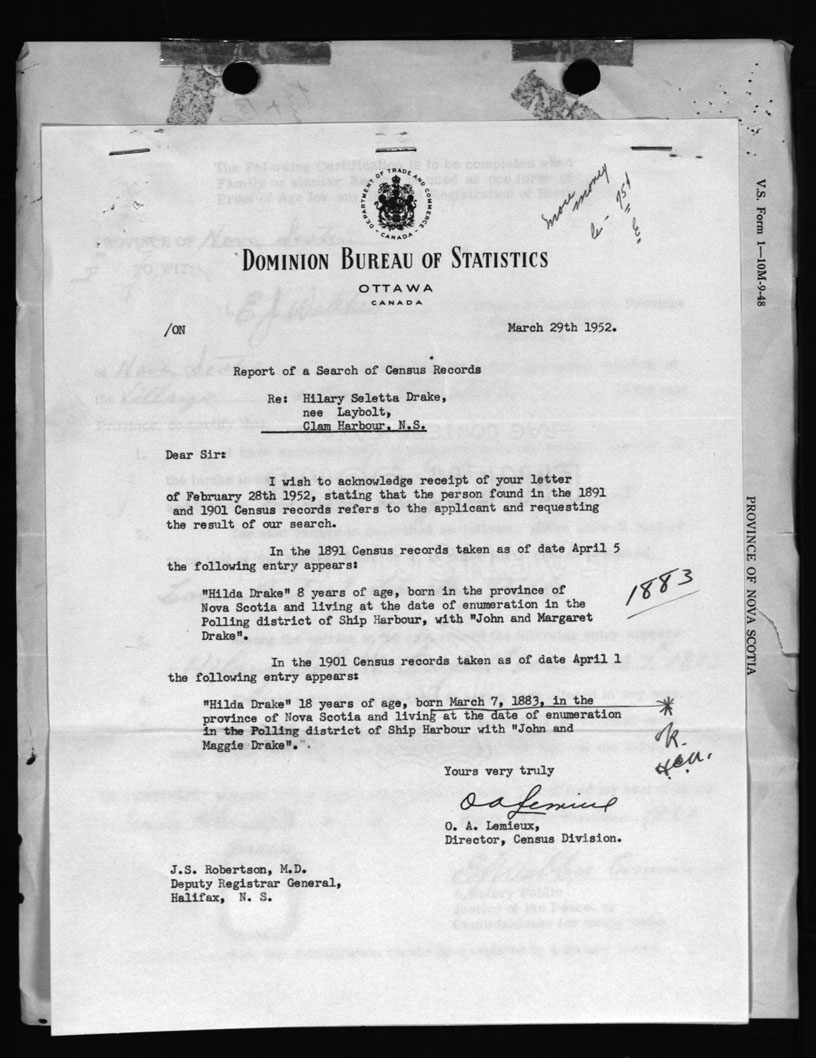 DEPARTMENT OF TRADE AND COMMERCE
CANADA
more money
DOMINION BUREAU OF STATISTICS
OTTAWA
CANADA
/ON
March 29th 1952.
Report of a Search of Census Records
Re: Hilary Seletta Drake,
nee Laybolt,
Clam Harbour, N.S.
Dear Sir:
I wish to acknowledge receipt of your letter
of February 28th 1952, stating that the person found in the 1891
and 1901 Census records refers to the applicant and requesting
the result of our search.
In the 1891 Census records taken as of date April 5
the following entry appears:
"Hilda Drake" 8 years of age, born in the province of
Nova Scotia and living at the date of enumeration in the
Polling district of Ship Harbour, with "John and Margaret
Drake".
1883
In the 1901 Census records taken as of date April 1
the following entry appears:
"Hilda Drake" 18 years of age, born March 7, 1883, in the
province of Nova Scotia and living at the date of enumeration
in the Polling district of Ship Harbour with "John and
Maggie Drake".
ok.
Yours very truly
O A Lemieux
O. A. Lemieux,
Director, Census Division.
J.S. Robertson, M.D.
Deputy Registrar General,
Halifax, N. S.
V.S. Form 1—10M-9-48
PROVINCE OF NOVA SCOTIA